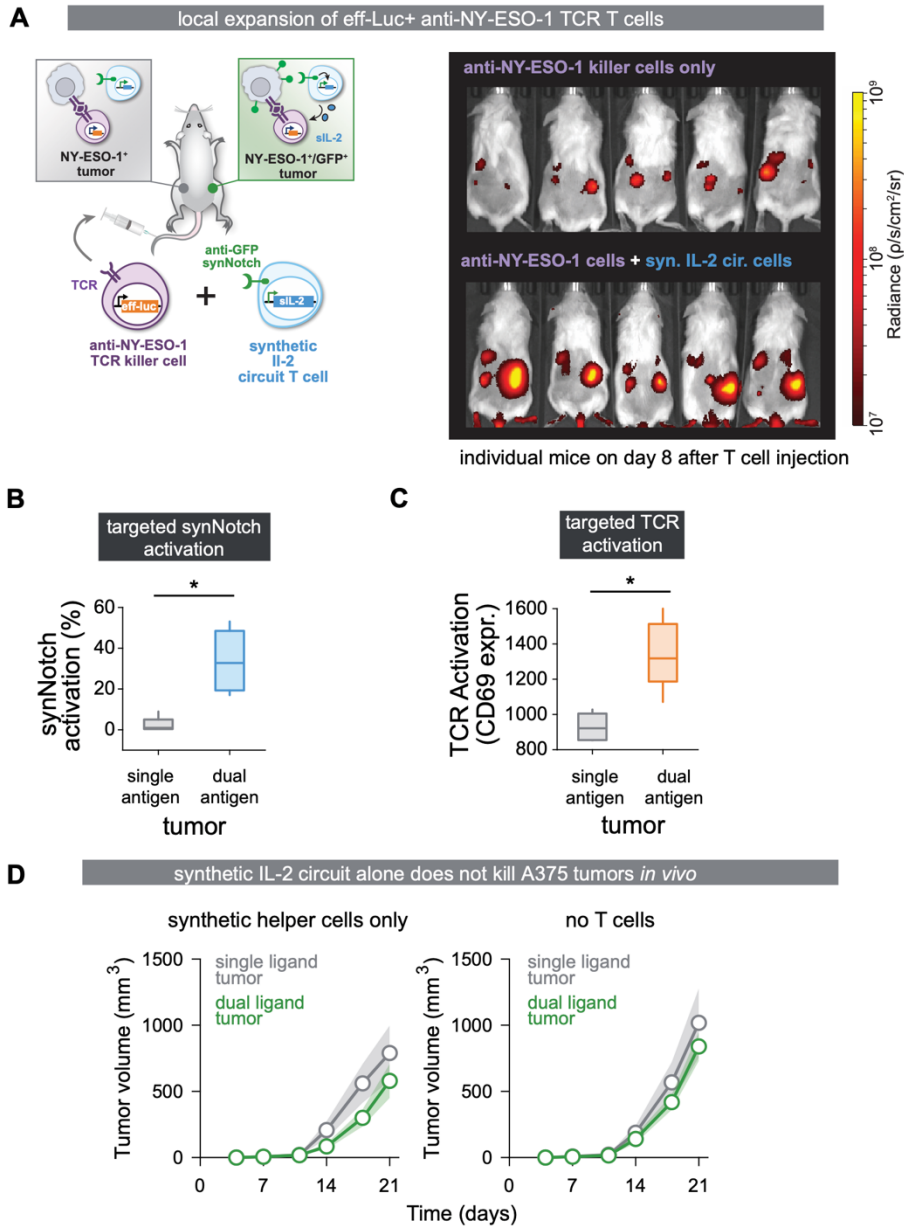 A
local expansion of eff-Luc+ anti-NY-ESO-1 TCR T cells
NY-ESO-1+
tumor
sIL-2
NY-ESO-1+/GFP+
tumor
anti-GFP
synNotch
TCR
eff-luc
+
sIL-2
anti-NY-ESO-1
TCR killer cell
synthetic
Il-2
circuit T cell
anti-NY-ESO-1 killer cells only
anti-NY-ESO-1 cells + syn. IL-2 cir. cells
individual mice on day 8 after T cell injection
10⁹
10⁸
10⁷
Radiance (p/s/cm²/sr)
B
targeted synNotch
activation
*
synNotch
activation (%)
60
40
20
0
single
antigen
dual
antigen
tumor
C
targeted TCR
activation
*
TCR Activation
(CD69 expr.)
1600
1400
1200
1000
800
single
antigen
dual
antigen
tumor
D
synthetic IL-2 circuit alone does not kill A375 tumors in vivo
synthetic helper cells only
single ligand
tumor
dual ligand
tumor
Tumor volume (mm³)
1500
1000
500
0
0 7 14 21
no T cells
single ligand
tumor
dual ligand
tumor
Tumor volume (mm³)
1500
1000
500
0
0 7 14 21
Time (days)